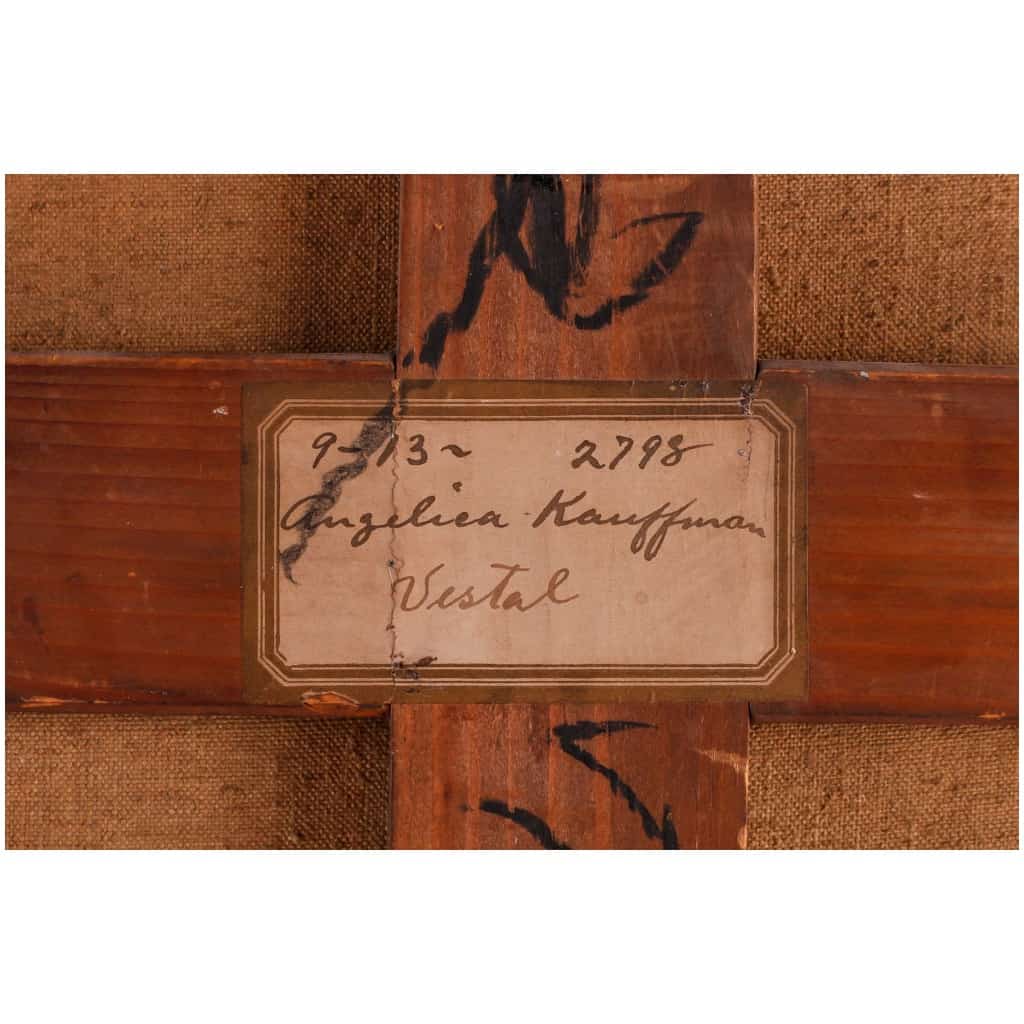 9-13~ 2798
Angelica Kauffman
Vestal